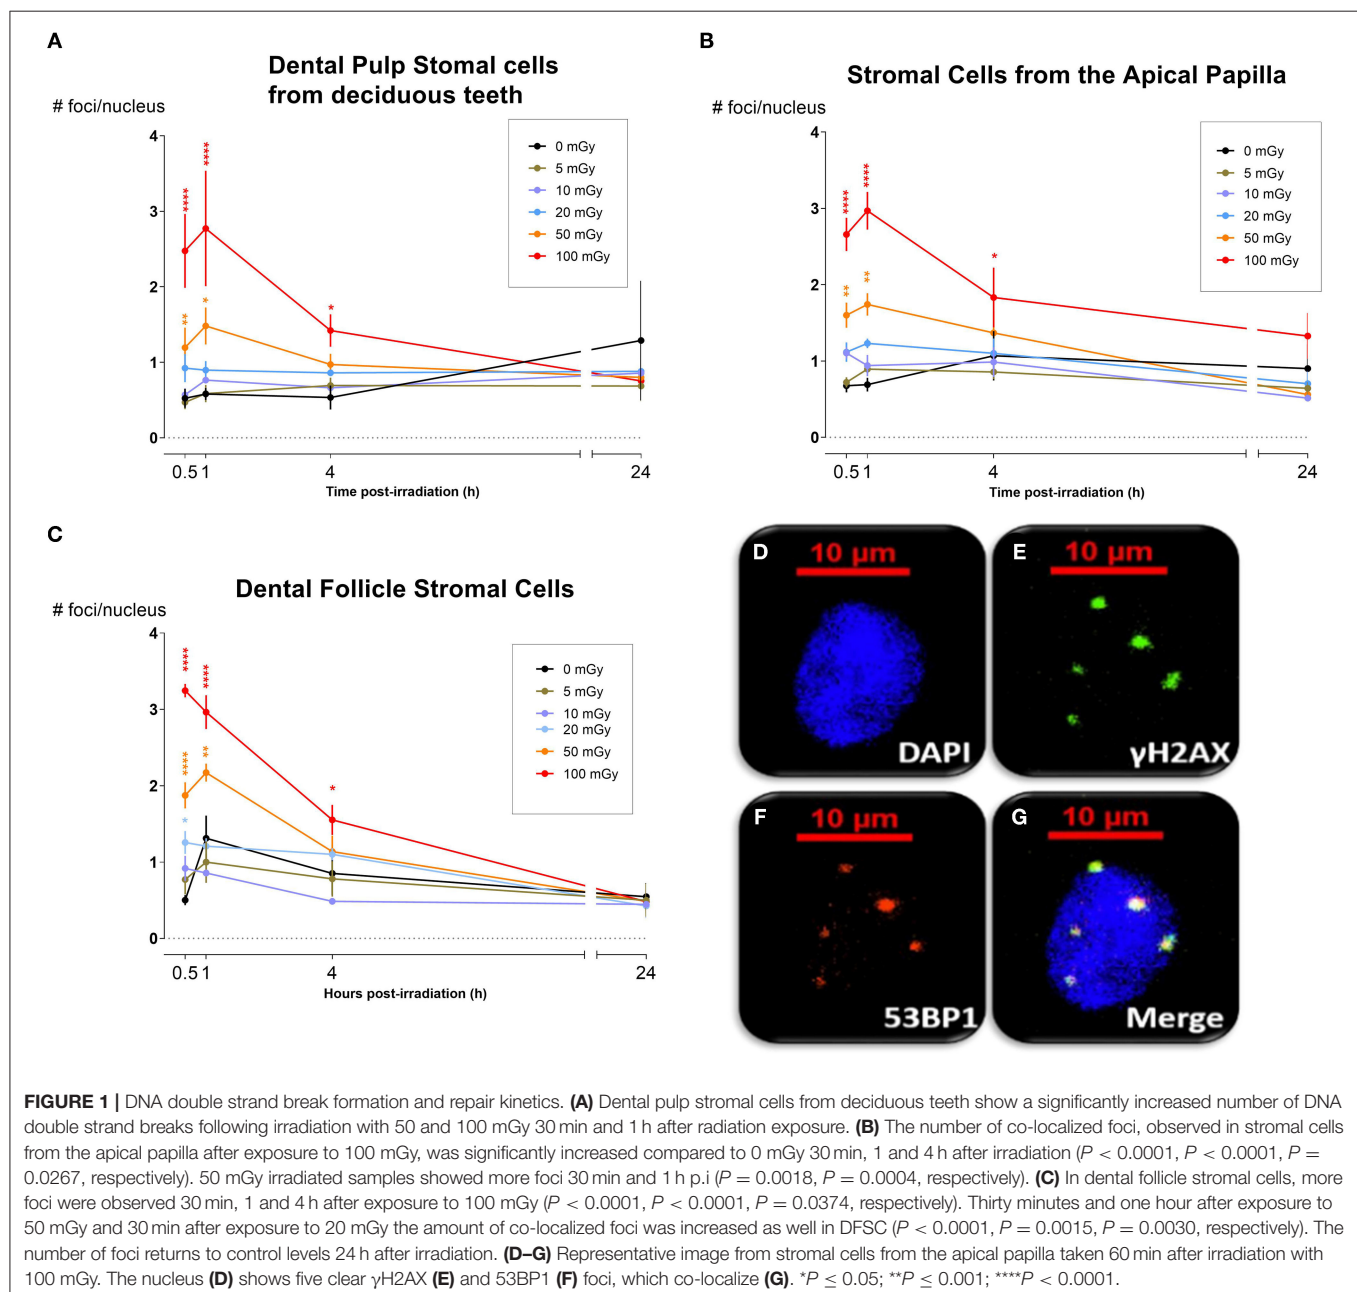 A
Dental Pulp Stomal cells
from deciduous teeth
# foci/nucleus
4
3
2
1
0
****
****
**
*
*
0 mGy
5 mGy
10 mGy
20 mGy
50 mGy
100 mGy
0.5 1 4 24
Time post-irradiation (h)
B
Stromal Cells from the Apical Papilla
# foci/nucleus
4
3
2
1
0
****
****
**
**
*
0 mGy
5 mGy
10 mGy
20 mGy
50 mGy
100 mGy
0.5 1 4 24
Time post-irradiation (h)
C
Dental Follicle Stromal Cells
# foci/nucleus
4
3
2
1
0
****
****
****
**
*
*
0 mGy
5 mGy
10 mGy
20 mGy
50 mGy
100 mGy
0.5 1 4 24
Hours post-irradiation (h)
D
10 µm
DAPI
E
10 µm
γH2AX
F
10 µm
53BP1
G
10 µm
Merge
FIGURE 1 | DNA double strand break formation and repair kinetics. (A) Dental pulp stromal cells from deciduous teeth show a significantly increased number of DNA
double strand breaks following irradiation with 50 and 100 mGy 30 min and 1 h after radiation exposure. (B) The number of co-localized foci, observed in stromal cells
from the apical papilla after exposure to 100 mGy, was significantly increased compared to 0 mGy 30 min, 1 and 4 h after irradiation (P < 0.0001, P < 0.0001, P =
0.0267, respectively). 50 mGy irradiated samples showed more foci 30 min and 1 h p.i (P = 0.0018, P = 0.0004, respectively). (C) In dental follicle stromal cells, more
foci were observed 30 min, 1 and 4 h after exposure to 100 mGy (P < 0.0001, P < 0.0001, P = 0.0374, respectively). Thirty minutes and one hour after exposure to
50 mGy and 30 min after exposure to 20 mGy the amount of co-localized foci was increased as well in DFSC (P < 0.0001, P = 0.0015, P = 0.0030, respectively). The
number of foci returns to control levels 24 h after irradiation. (D–G) Representative image from stromal cells from the apical papilla taken 60 min after irradiation with
100 mGy. The nucleus (D) shows five clear γH2AX (E) and 53BP1 (F) foci, which co-localize (G). *P ≤ 0.05; **P ≤ 0.001; ****P < 0.0001.